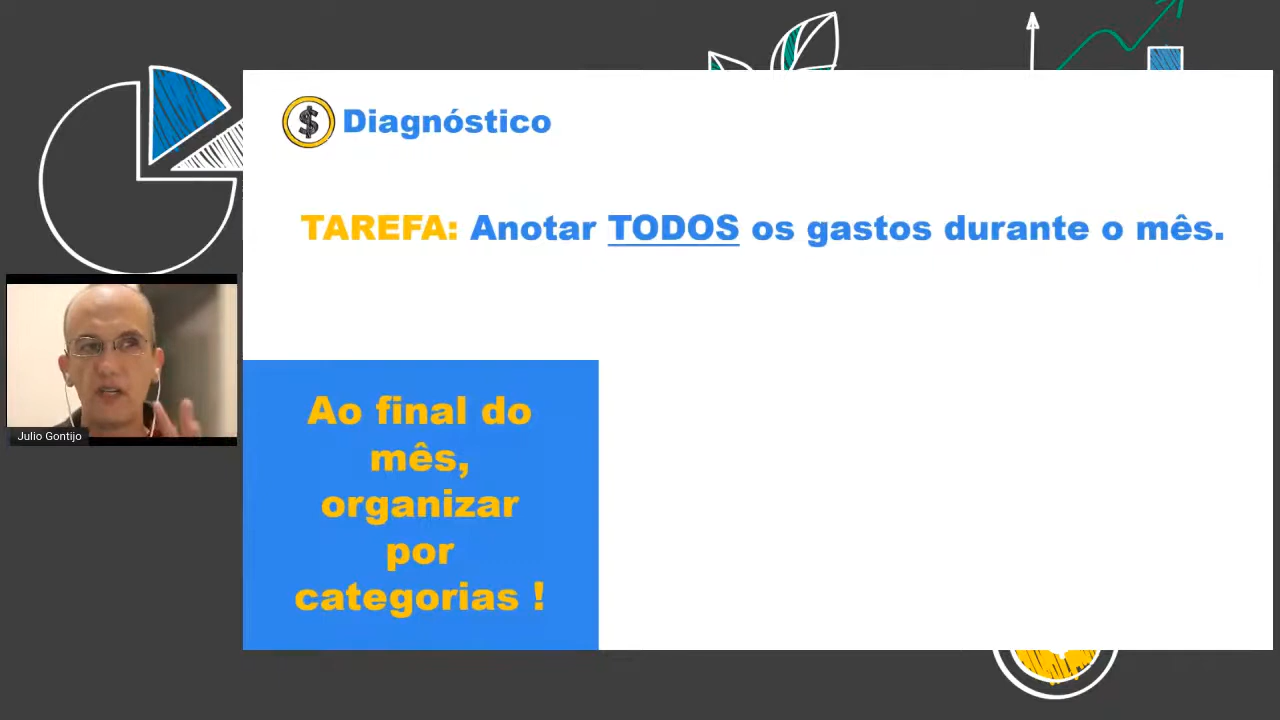 Diagnóstico
TAREFA: Anotar TODOS os gastos durante o mês.
Julio Gontijo
Ao final do
mês,
organizar
por
categorias !